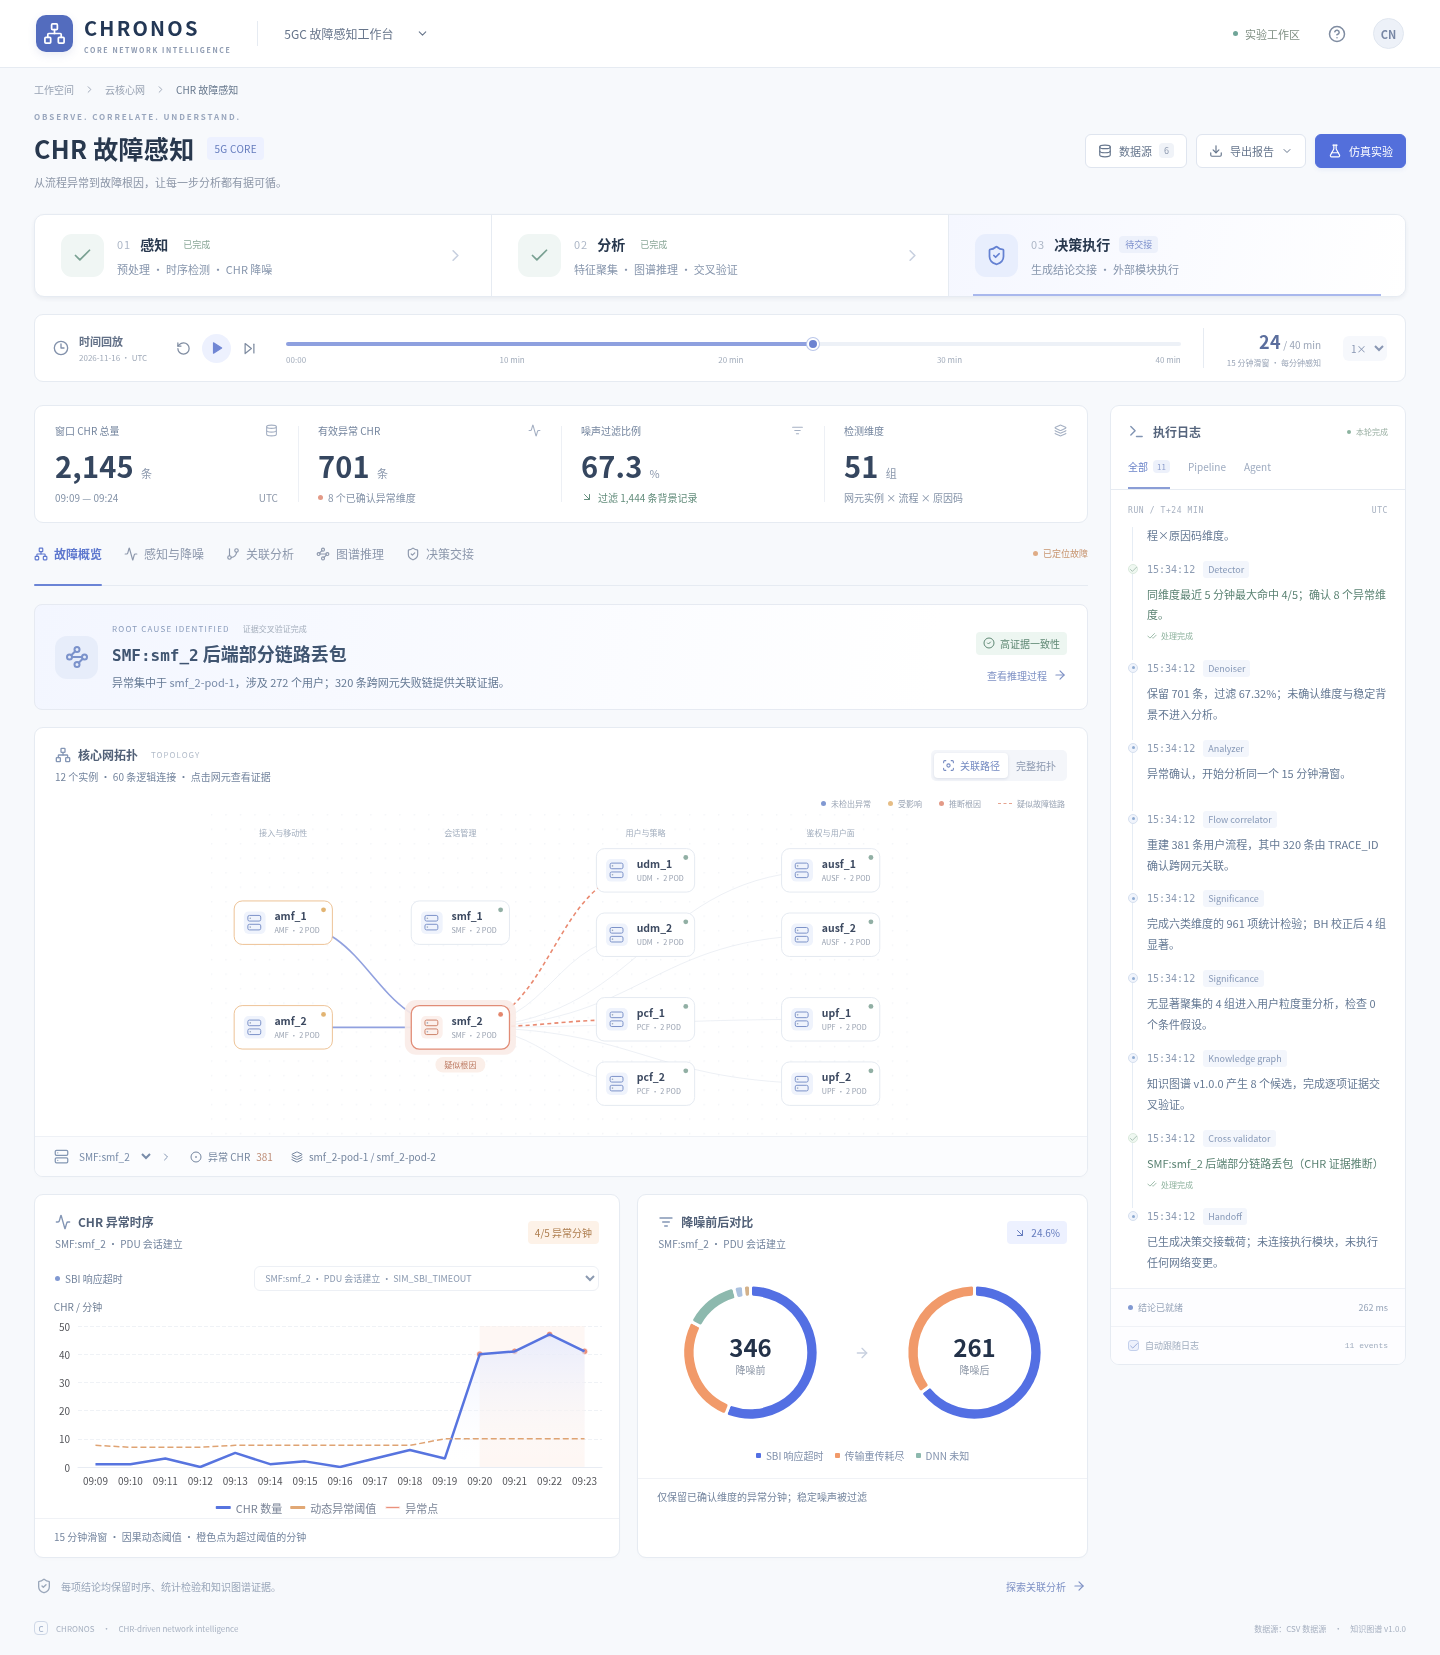 CHRONOS
CORE NETWORK INTELLIGENCE
5GC 故障感知工作台
实验工作区
CN
工作空间 > 云核心网 > CHR 故障感知
OBSERVE. CORRELATE. UNDERSTAND.
CHR 故障感知 5G CORE
从流程异常到故障根因，让每一步分析都有据可循。
数据源 6
导出报告
仿真实验
01 感知 已完成
预处理 · 时序检测 · CHR 降噪
02 分析 已完成
特征聚集 · 图谱推理 · 交叉验证
03 决策执行 待交接
生成结论交接 · 外部模块执行
时间回放
2026-11-16 · UTC
00:00 10 min 20 min 30 min 40 min
24 / 40 min
15 分钟滑窗 · 每分钟感知
1×
窗口 CHR 总量
2,145 条
09:09 — 09:24 UTC
有效异常 CHR
701 条
8 个已确认异常维度
噪声过滤比例
67.3 %
过滤 1,444 条背景记录
检测维度
51 组
网元实例 × 流程 × 原因码
故障概览 感知与降噪 关联分析 图谱推理 决策交接
已定位故障
ROOT CAUSE IDENTIFIED 证据交叉验证完成
SMF:smf_2 后端部分链路丢包
异常集中于 smf_2-pod-1，涉及 272 个用户；320 条跨网元失败链提供关联证据。
高证据一致性
查看推理过程
核心网拓扑 TOPOLOGY
12 个实例 · 60 条逻辑连接 · 点击网元查看证据
关联路径 完整拓扑
未检出异常 受影响 推断根因 疑似故障链路
接入与移动性 会话管理 用户与策略 鉴权与用户面
udm_1
UDM · 2 POD
ausf_1
AUSF · 2 POD
amf_1
AMF · 2 POD
smf_1
SMF · 2 POD
udm_2
UDM · 2 POD
ausf_2
AUSF · 2 POD
amf_2
AMF · 2 POD
smf_2
SMF · 2 POD
疑似根因
pcf_1
PCF · 2 POD
upf_1
UPF · 2 POD
pcf_2
PCF · 2 POD
upf_2
UPF · 2 POD
SMF:smf_2
异常 CHR 381
smf_2-pod-1 / smf_2-pod-2
CHR 异常时序
SMF:smf_2 · PDU 会话建立
4/5 异常分钟
SBI 响应超时
SMF:smf_2 · PDU 会话建立 · SIM_SBI_TIMEOUT
CHR / 分钟
50
40
30
20
10
0
09:09 09:10 09:11 09:12 09:13 09:14 09:15 09:16 09:17 09:18 09:19 09:20 09:21 09:22 09:23
CHR 数量 动态异常阈值 异常点
15 分钟滑窗 · 因果动态阈值 · 橙色点为超过阈值的分钟
降噪前后对比
SMF:smf_2 · PDU 会话建立
24.6%
346
降噪前
261
降噪后
SBI 响应超时 传输重传耗尽 DNN 未知
仅保留已确认维度的异常分钟；稳定噪声被过滤
执行日志
本轮完成
全部 11 Pipeline Agent
RUN / T+24 MIN UTC
程×原因码维度。
15:34:12 Detector
同维度最近 5 分钟最大命中 4/5；确认 8 个异常维
度。
处理完成
15:34:12 Denoiser
保留 701 条，过滤 67.32%；未确认维度与稳定背
景不进入分析。
15:34:12 Analyzer
异常确认，开始分析同一个 15 分钟滑窗。
15:34:12 Flow correlator
重建 381 条用户流程，其中 320 条由 TRACE_ID
确认跨网元关联。
15:34:12 Significance
完成六类维度的 961 项统计检验；BH 校正后 4 组
显著。
15:34:12 Significance
无显著聚集的 4 组进入用户粒度重分析，检查 0
个条件假设。
15:34:12 Knowledge graph
知识图谱 v1.0.0 产生 8 个候选，完成逐项证据交
叉验证。
15:34:12 Cross validator
SMF:smf_2 后端部分链路丢包（CHR 证据推断）
处理完成
15:34:12 Handoff
已生成决策交接载荷；未连接执行模块，未执行
任何网络变更。
结论已就绪 262 ms
自动跟随日志 11 events
每项结论均保留时序、统计检验和知识图谱证据。
探索关联分析
C CHRONOS · CHR-driven network intelligence
数据源：CSV 数据源 · 知识图谱 v1.0.0